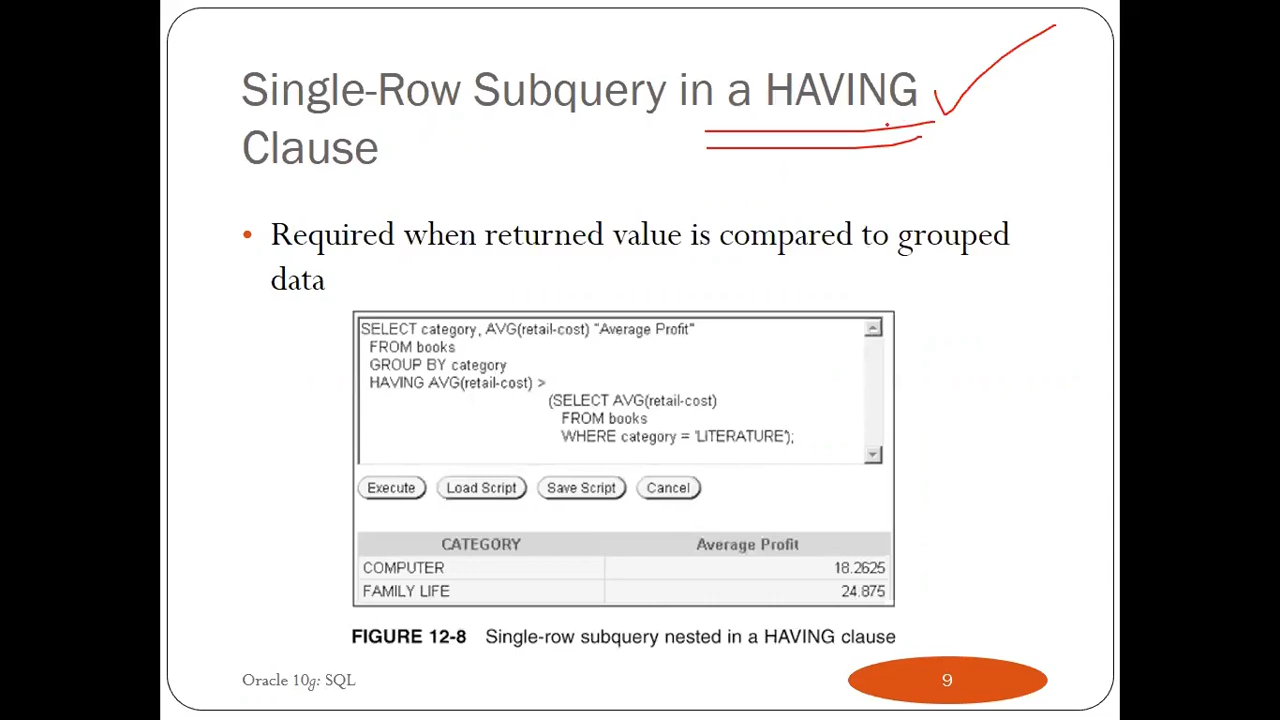 Single-Row Subquery in a HAVING
Clause
• Required when returned value is compared to grouped
data
SELECT category, AVG(retail-cost) "Average Profit"
FROM books
GROUP BY category
HAVING AVG(retail-cost) >
(SELECT AVG(retail-cost)
FROM books
WHERE category = 'LITERATURE');
Execute Load Script Save Script Cancel
CATEGORY Average Profit
COMPUTER 18.2625
FAMILY LIFE 24.875
FIGURE 12-8 Single-row subquery nested in a HAVING clause
Oracle 10g: SQL 9